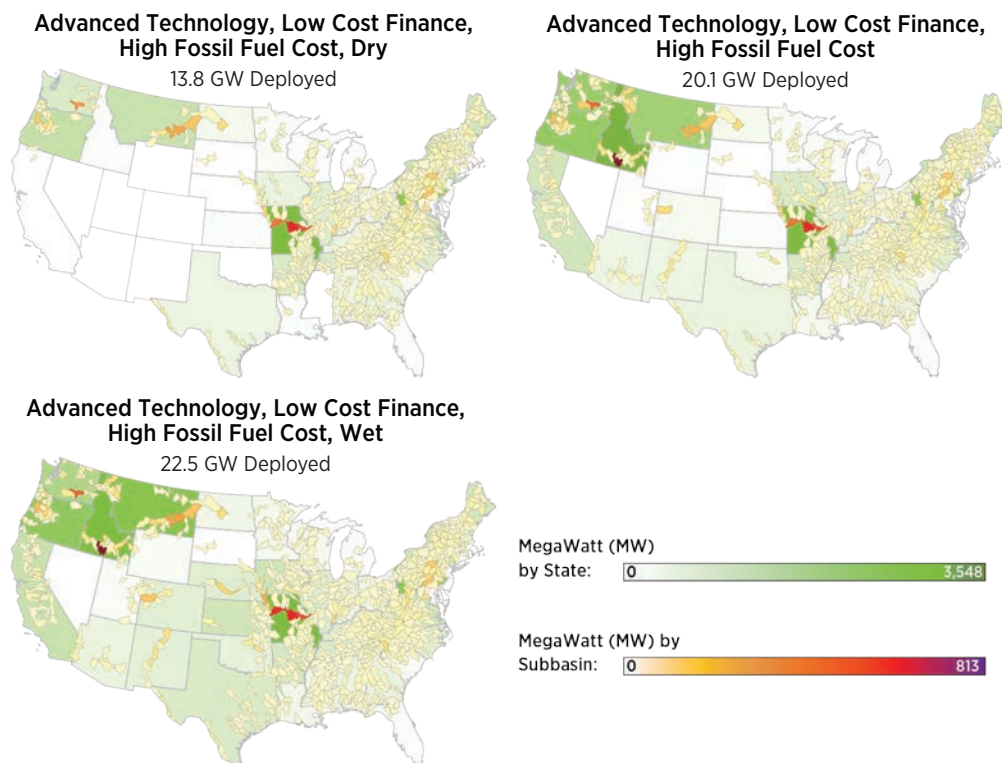 Advanced Technology, Low Cost Finance,
High Fossil Fuel Cost, Dry
13.8 GW Deployed
Advanced Technology, Low Cost Finance,
High Fossil Fuel Cost
20.1 GW Deployed
Advanced Technology, Low Cost Finance,
High Fossil Fuel Cost, Wet
22.5 GW Deployed
MegaWatt (MW)
by State: 0 3,548
MegaWatt (MW) by
Subbasin: 0 813